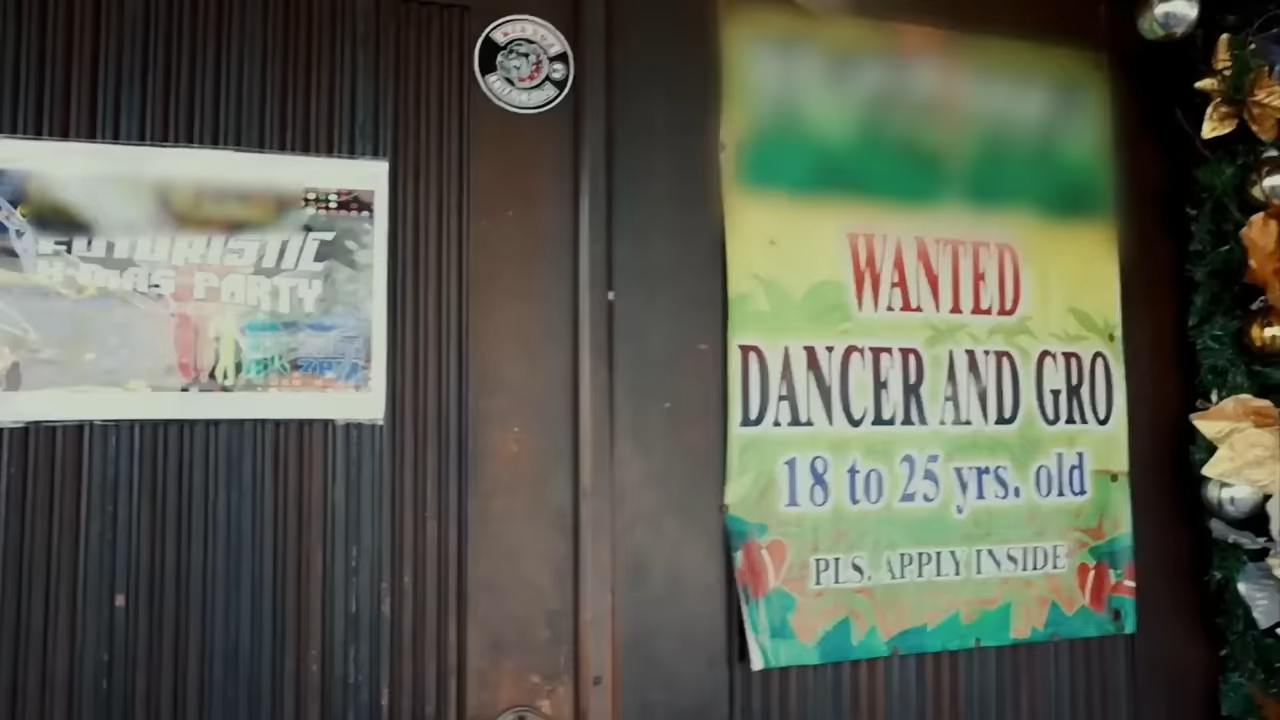 FUTURISTIC
X-MAS PARTY
WANTED
DANCER AND GRO
18 to 25 yrs. old
PLS. APPLY INSIDE